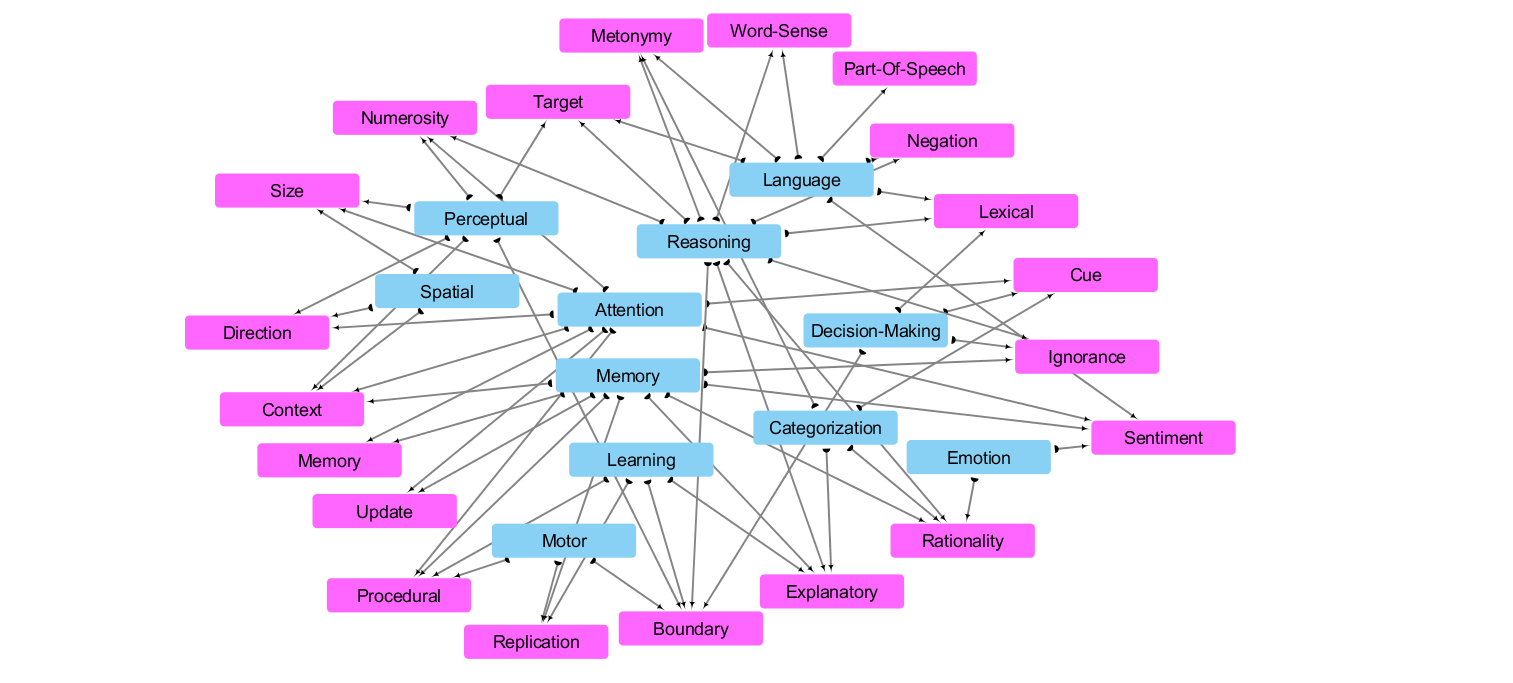 Metonymy
Word-Sense
Part-Of-Speech
Target
Numerosity
Negation
Language
Size
Lexical
Perceptual
Reasoning
Cue
Spatial
Attention
Decision-Making
Direction
Ignorance
Memory
Context
Categorization
Sentiment
Memory
Learning
Emotion
Update
Motor
Rationality
Explanatory
Procedural
Boundary
Replication